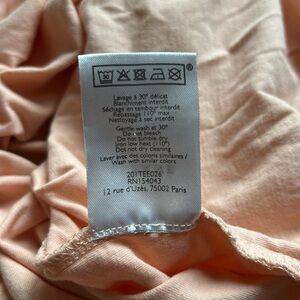 Lavage à 30° délicat
Blanchiment interdit
Séchage en tambour interdit
Repassage 110° max
Nettoyage à sec interdit
Gentle wash at 30°
Do not bleach
Do not tumble dry
Iron low heat (110°)
Do not dry cleaning
Laver avec des coloris similaires /
Wash with similar colors
201TEE026
RN154043
12 rue d'Uzès, 75002 Paris